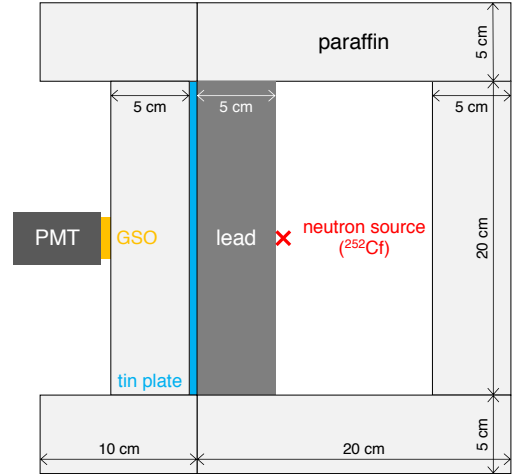 paraffin
5 cm
5 cm
5 cm
5 cm
PMT
GSO
lead
neutron source
(²⁵²Cf)
20 cm
tin plate
10 cm
20 cm
5 cm